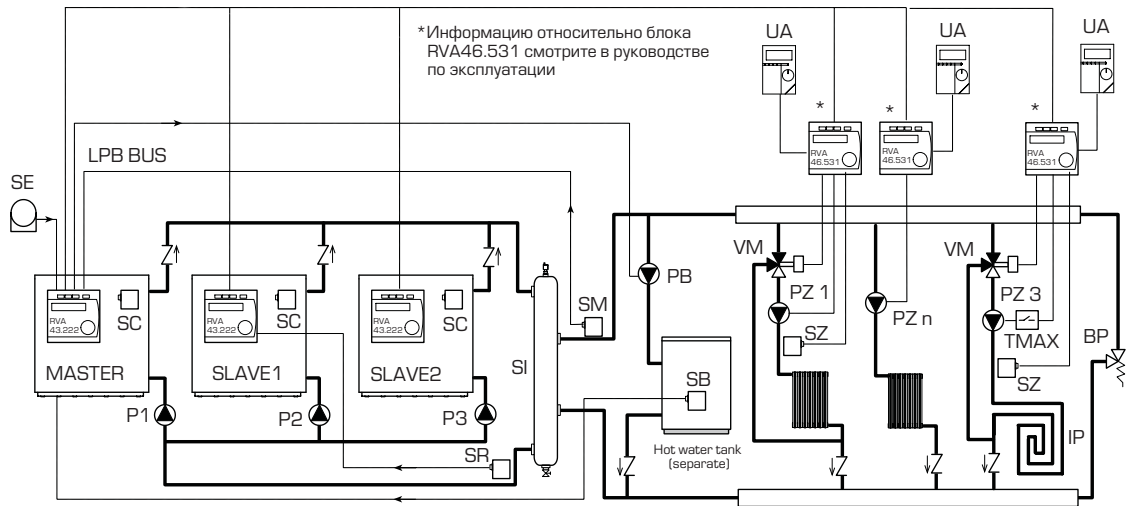 *Информацию относительно блока
RVA46.531 смотрите в руководстве
по эксплуатации
UA
UA
UA
*
*
*
RVA
46.531
RVA
46.531
RVA
46.531
LPB BUS
SE
RVA
43.222
SC
MASTER
RVA
43.222
SC
SLAVE1
RVA
43.222
SC
SLAVE2
P1
P2
P3
SR
SI
SM
PB
SB
Hot water tank
(separate)
VM
PZ 1
SZ
PZ n
VM
PZ 3
TMAX
SZ
BP
IP